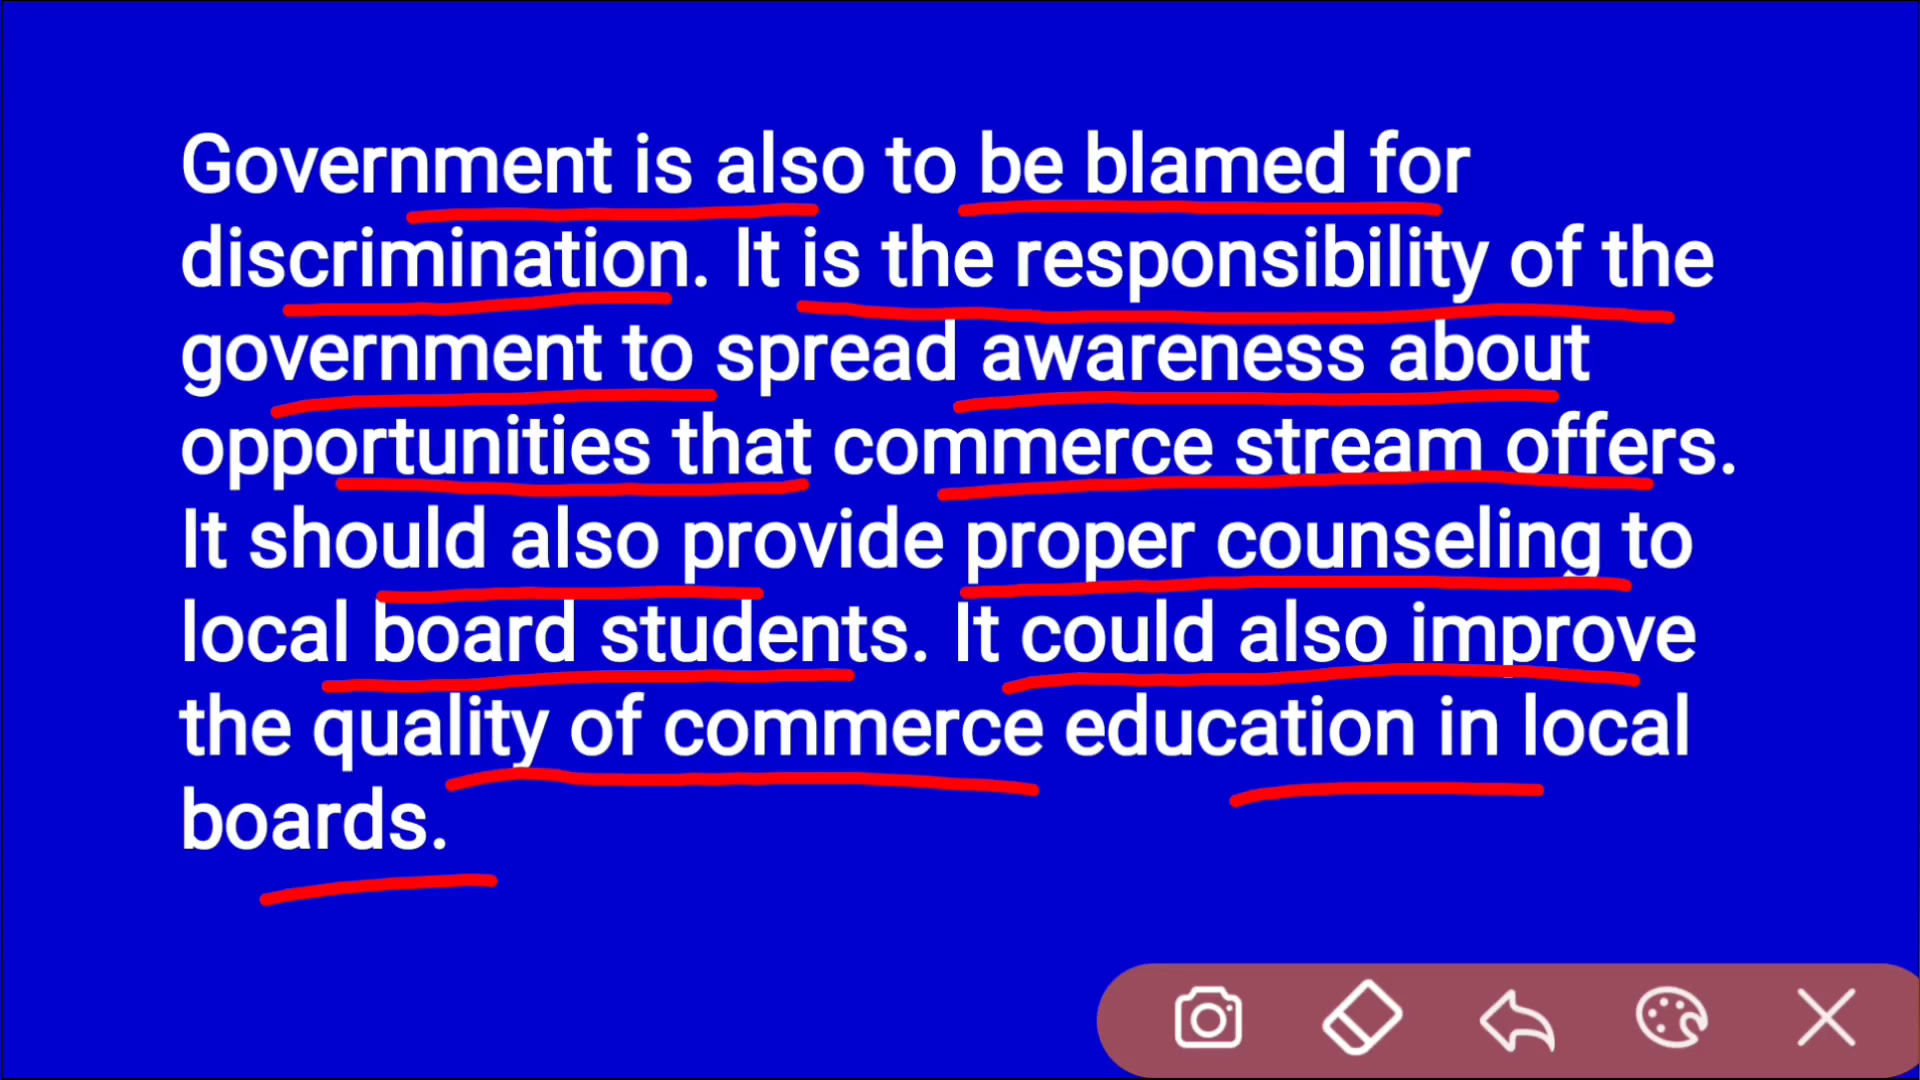 Government is also to be blamed for
discrimination. It is the responsibility of the
government to spread awareness about
opportunities that commerce stream offers.
It should also provide proper counseling to
local board students. It could also improve
the quality of commerce education in local
boards.